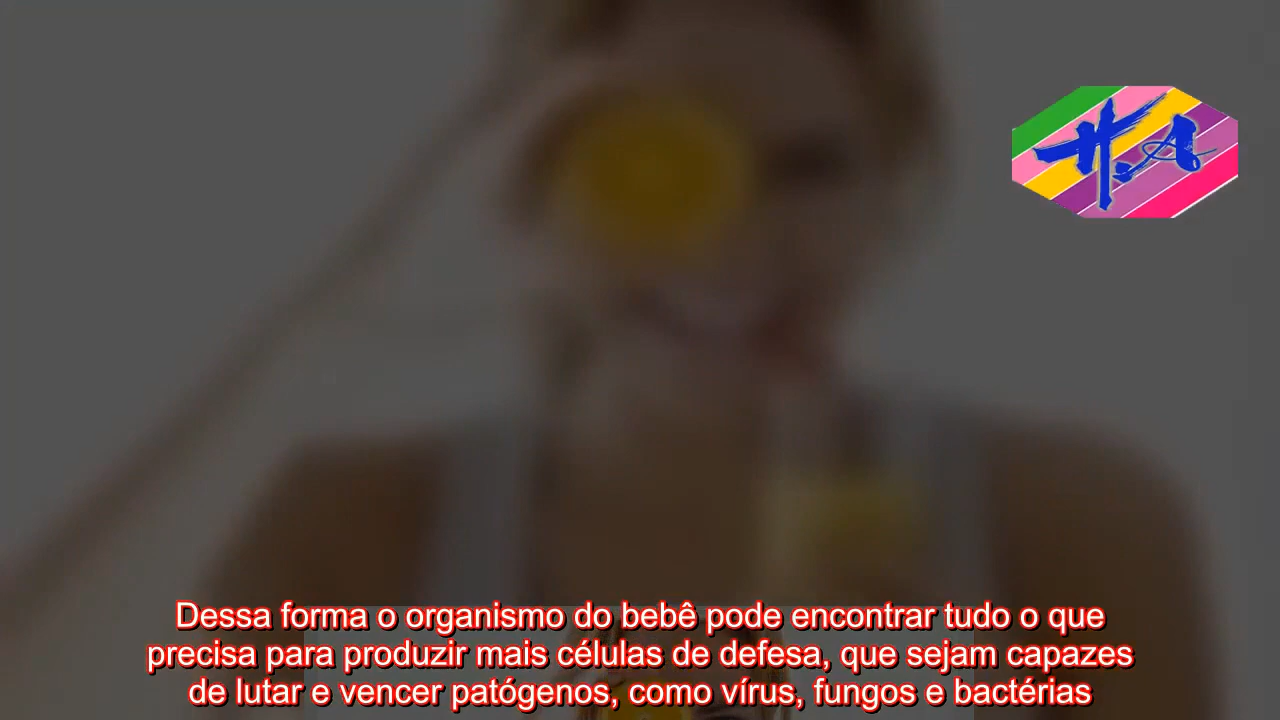 H.A
Dessa forma o organismo do bebê pode encontrar tudo o que
precisa para produzir mais células de defesa, que sejam capazes
de lutar e vencer patógenos, como vírus, fungos e bactérias